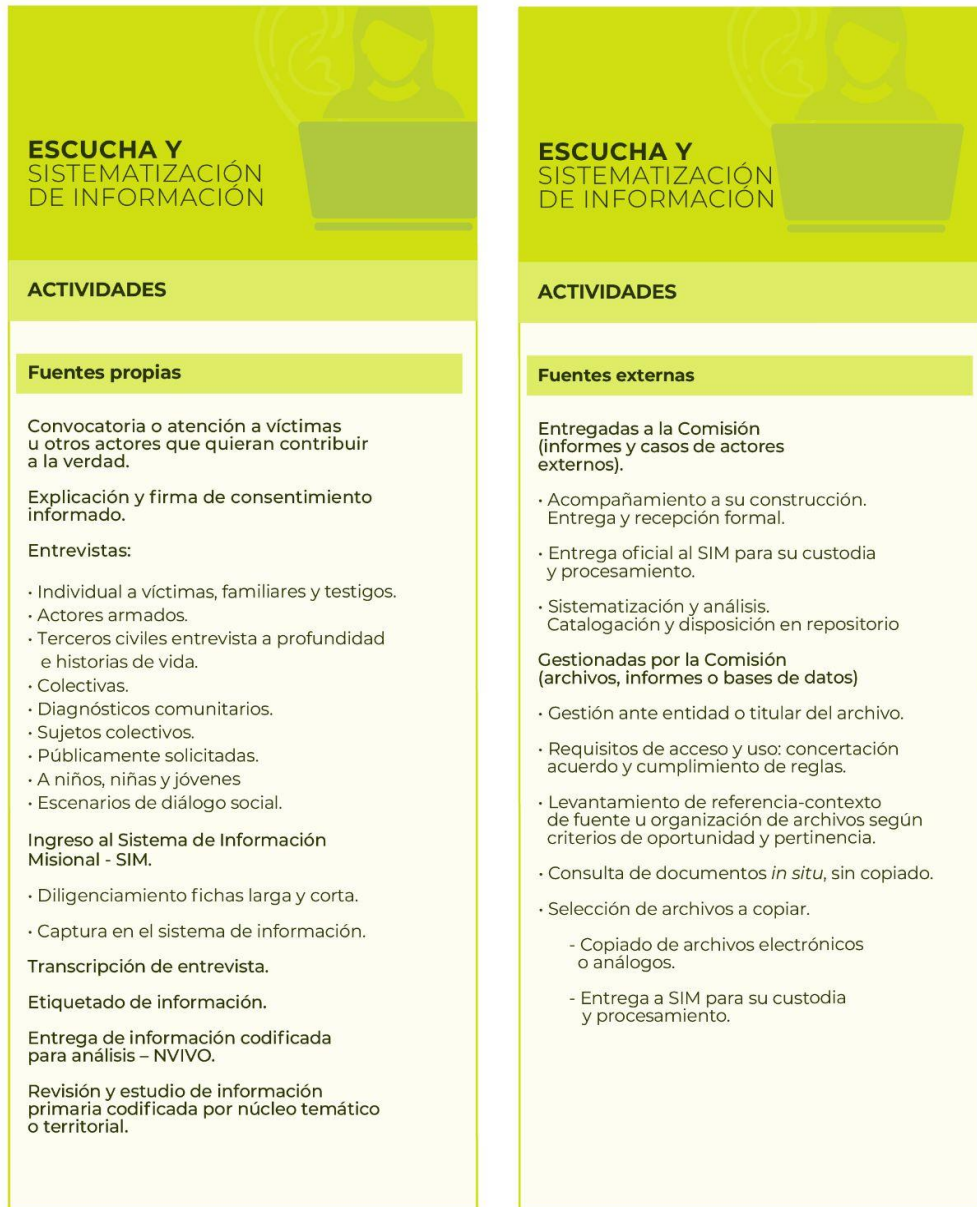 ESCUCHA Y
SISTEMATIZACIÓN
DE INFORMACIÓN
ACTIVIDADES
Fuentes propias
Convocatoria o atención a víctimas
u otros actores que quieran contribuir
a la verdad.
Explicación y firma de consentimiento
informado.
Entrevistas:
• Individual a víctimas, familiares y testigos.
• Actores armados.
• Terceros civiles entrevista a profundidad
e historias de vida.
• Colectivas.
• Diagnósticos comunitarios.
• Sujetos colectivos.
• Públicamente solicitadas.
• A niños, niñas y jóvenes
• Escenarios de diálogo social.
Ingreso al Sistema de Información
Misional - SIM.
• Diligenciamiento fichas larga y corta.
• Captura en el sistema de información.
Transcripción de entrevista.
Etiquetado de información.
Entrega de información codificada
para análisis – NVIVO.
Revisión y estudio de información
primaria codificada por núcleo temático
o territorial.
ESCUCHA Y
SISTEMATIZACIÓN
DE INFORMACIÓN
ACTIVIDADES
Fuentes externas
Entregadas a la Comisión
(informes y casos de actores
externos).
• Acompañamiento a su construcción.
Entrega y recepción formal.
• Entrega oficial al SIM para su custodia
y procesamiento.
• Sistematización y análisis.
Catalogación y disposición en repositorio
Gestionadas por la Comisión
(archivos, informes o bases de datos)
• Gestión ante entidad o titular del archivo.
• Requisitos de acceso y uso: concertación
acuerdo y cumplimiento de reglas.
• Levantamiento de referencia-contexto
de fuente u organización de archivos según
criterios de oportunidad y pertinencia.
• Consulta de documentos in situ, sin copiado.
• Selección de archivos a copiar.
- Copiado de archivos electrónicos
o análogos.
- Entrega a SIM para su custodia
y procesamiento.